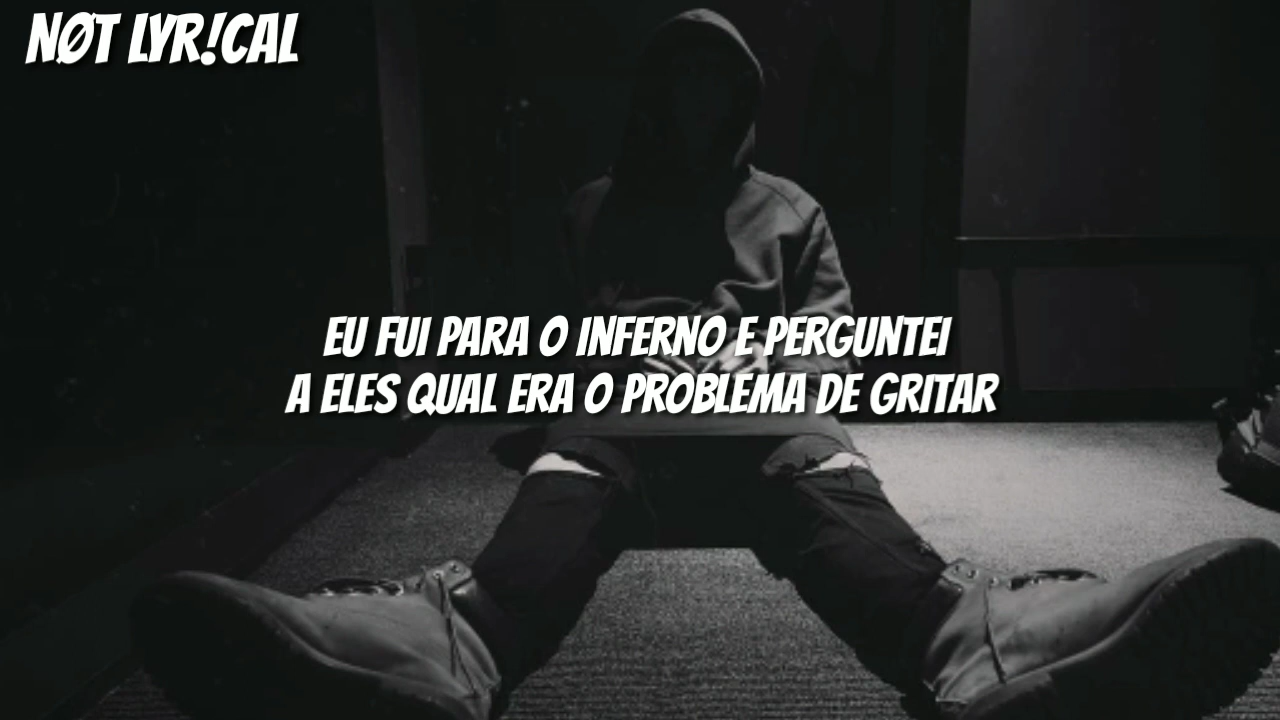 NØT LYR!CAL
EU FUI PARA O INFERNO E PERGUNTEI
A ELES QUAL ERA O PROBLEMA DE GRITAR